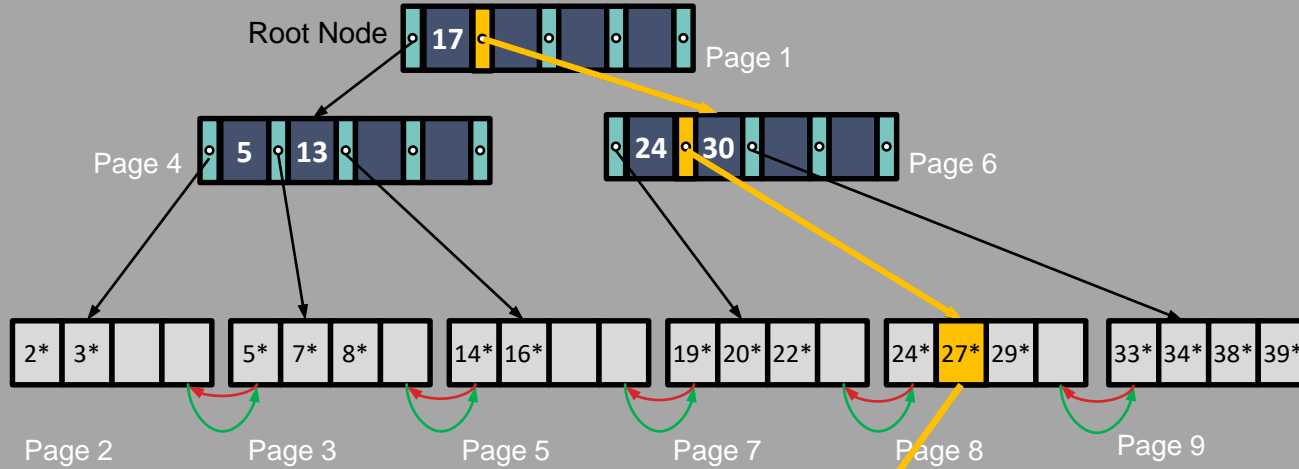 Root Node
17
Page 1
Page 4
5 13
24 30
Page 6
2* 3*
5* 7* 8*
14* 16*
19* 20* 22*
24* 27* 29*
33* 34* 38* 39*
Page 2
Page 3
Page 5
Page 7
Page 8
Page 9